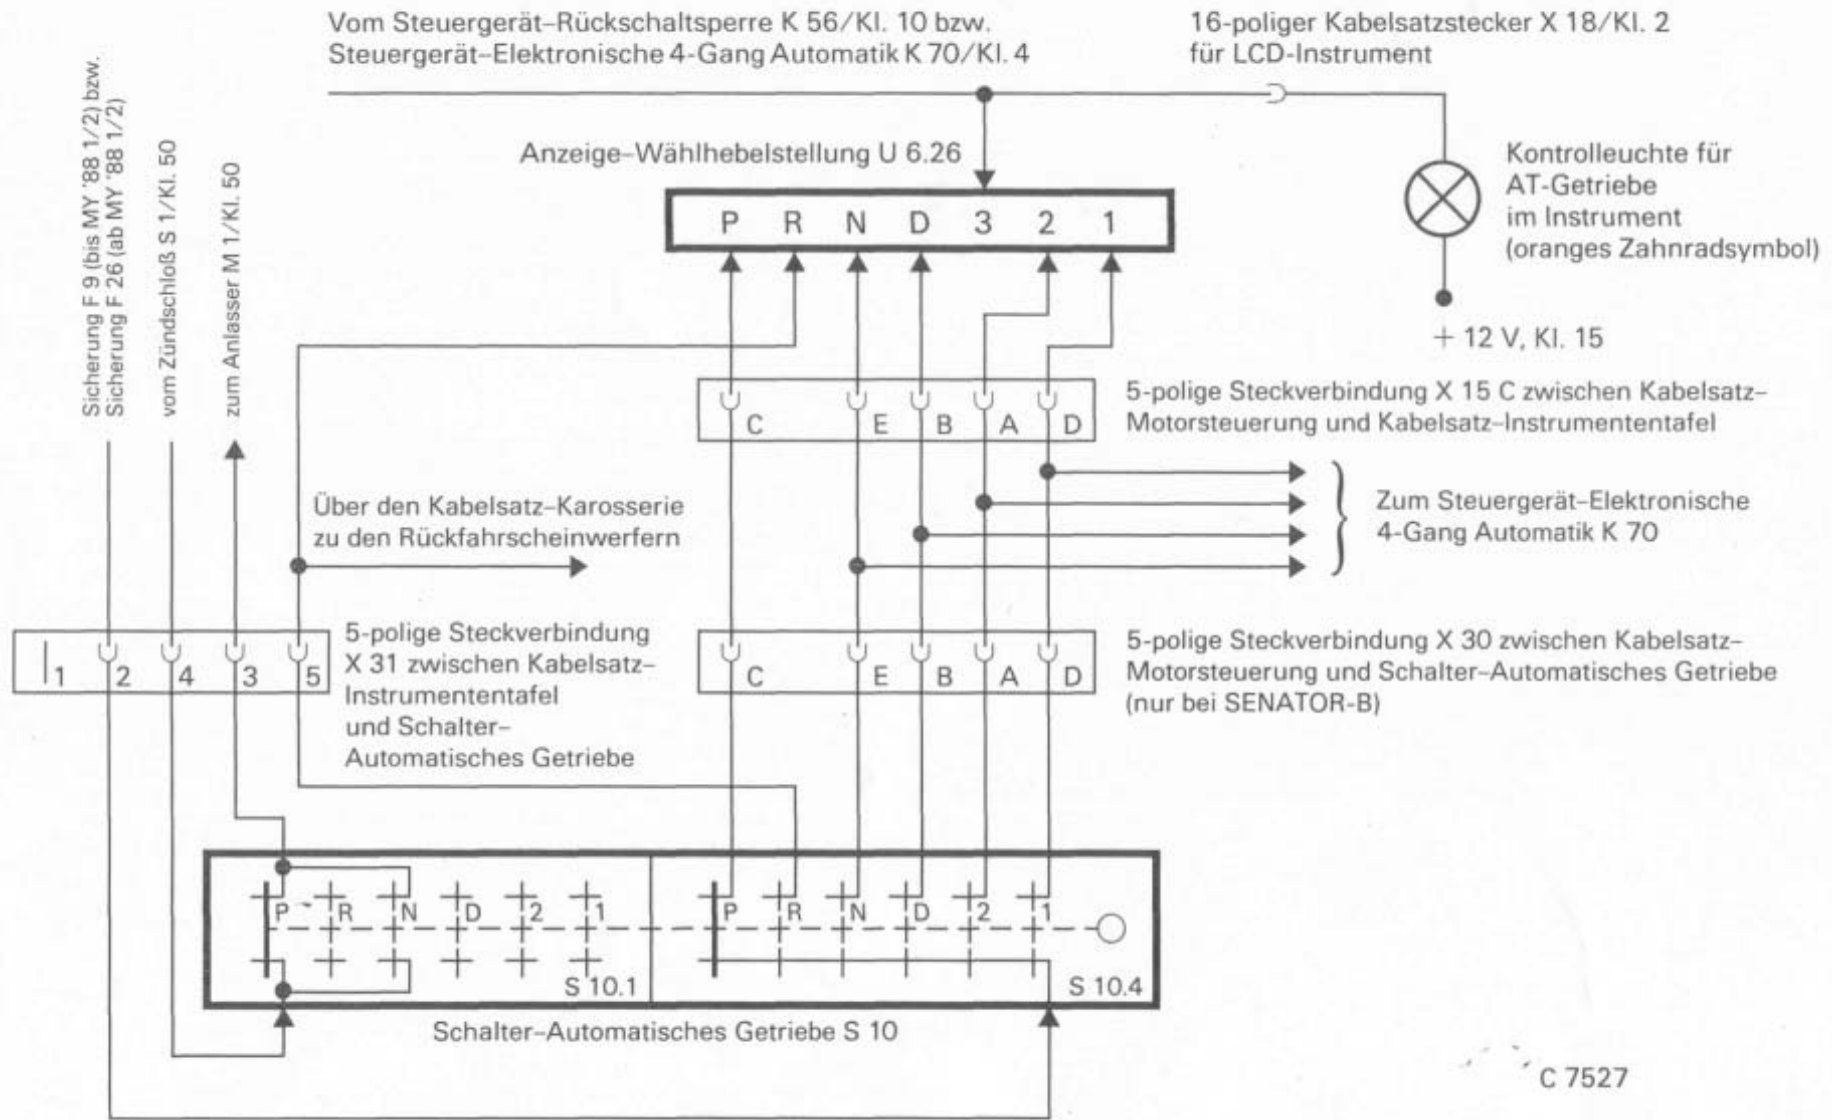 Vom Steuergerät–Rückschaltsperre K 56/Kl. 10 bzw.
Steuergerät–Elektronische 4-Gang Automatik K 70/Kl. 4
16-poliger Kabelsatzstecker X 18/Kl. 2
für LCD-Instrument
Sicherung F 9 (bis MY '88 1/2) bzw.
Sicherung F 26 (ab MY '88 1/2)
vom Zündschloß S 1/Kl. 50
zum Anlasser M 1/Kl. 50
Anzeige–Wählhebelstellung U 6.26
P R N D 3 2 1
Kontrolleuchte für
AT-Getriebe
im Instrument
(oranges Zahnradsymbol)
+ 12 V, Kl. 15
C E B A D
5-polige Steckverbindung X 15 C zwischen Kabelsatz–
Motorsteuerung und Kabelsatz–Instrumententafel
Über den Kabelsatz–Karosserie
zu den Rückfahrscheinwerfern
Zum Steuergerät–Elektronische
4-Gang Automatik K 70
1 2 4 3 5
5-polige Steckverbindung
X 31 zwischen Kabelsatz–
Instrumententafel
und Schalter–
Automatisches Getriebe
C E B A D
5-polige Steckverbindung X 30 zwischen Kabelsatz–
Motorsteuerung und Schalter–Automatisches Getriebe
(nur bei SENATOR-B)
P R N D 2 1
S 10.1
P R N D 2 1
S 10.4
Schalter–Automatisches Getriebe S 10
C 7527